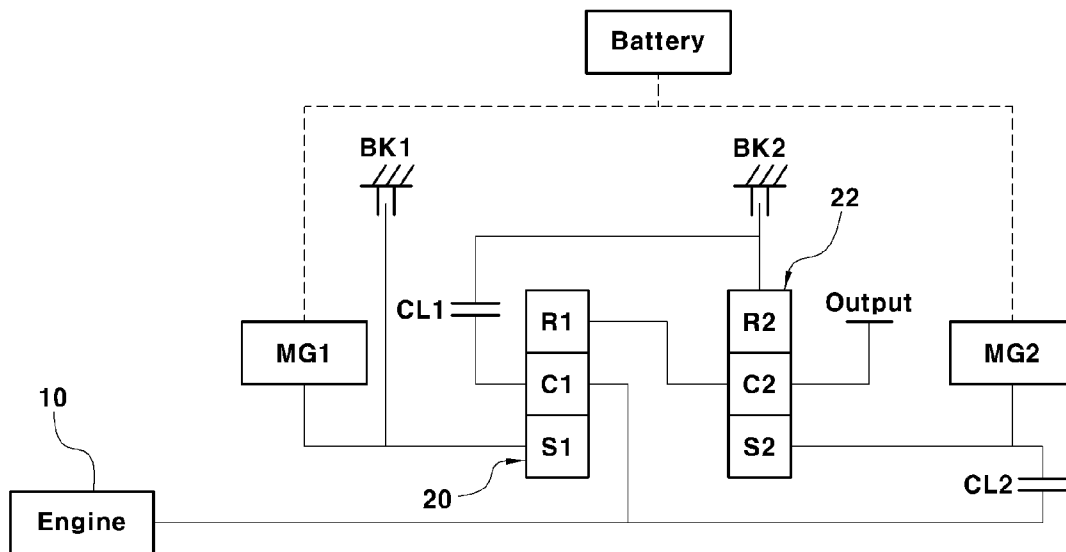 Battery
BK1
BK2
22
CL1
Output
R1
R2
MG1
MG2
C1
C2
10
S1
S2
20
CL2
Engine